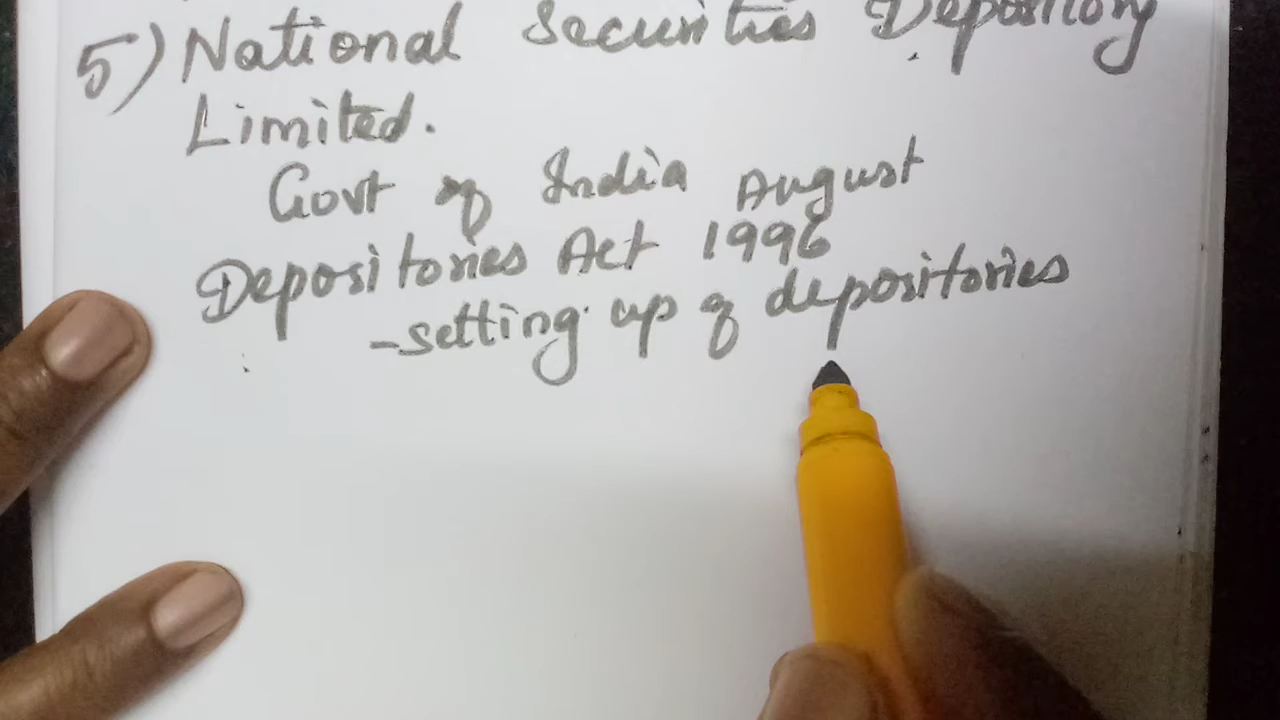 5) National Securities Depository
Limited.
Govt of India August
Depositories Act 1996
-setting up of depositories